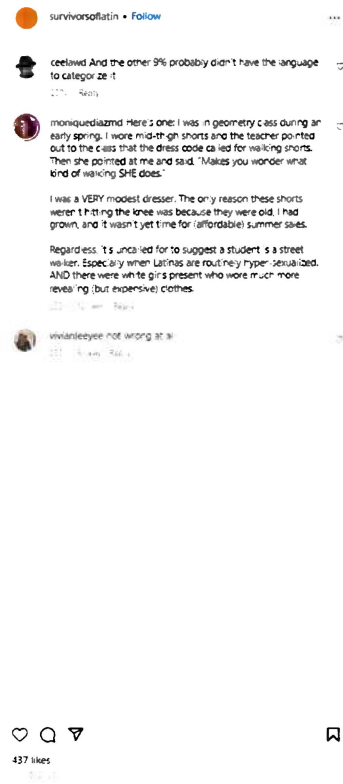 survivorsoflatin • Follow
ceelawd And the other 9% probably didn't have the language
to categorize it
Reply
moniquediazmd Here's one: I was in geometry class during an
early spring. I wore mid-thigh shorts and the teacher pointed
out to the class that the dress code called for walking shorts.
Then she pointed at me and said, "Makes you wonder what
kind of walking SHE does."
I was a VERY modest dresser. The only reason these shorts
weren't hitting the knee was because they were old, I had
grown, and it wasn't yet time for (affordable) summer sales.
Regardless, it's uncalled for to suggest a student is a street
walker. Especially when Latinas are routinely hyper-sexualized.
AND there were white girls present who wore much more
revealing (but expensive) clothes.
Reply
vivianleeyee not wrong at all
Reply
437 likes